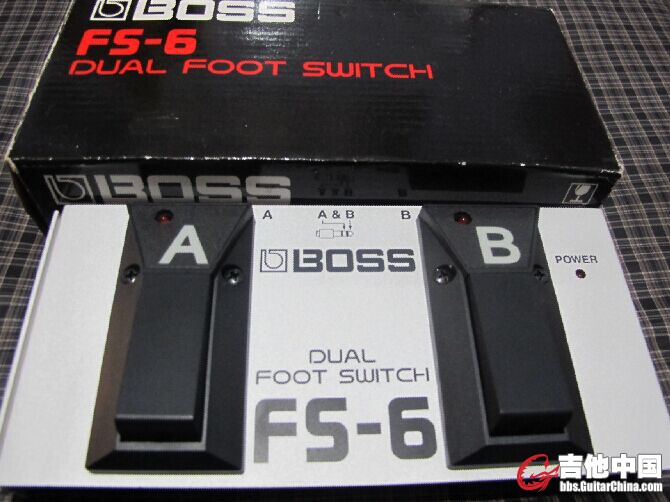 BOSS
FS-6
DUAL FOOT SWITCH
BOSS
A A & B B
A B
BOSS
POWER
DUAL
FOOT SWITCH
FS-6
吉他中国
bbs.GuitarChina.com